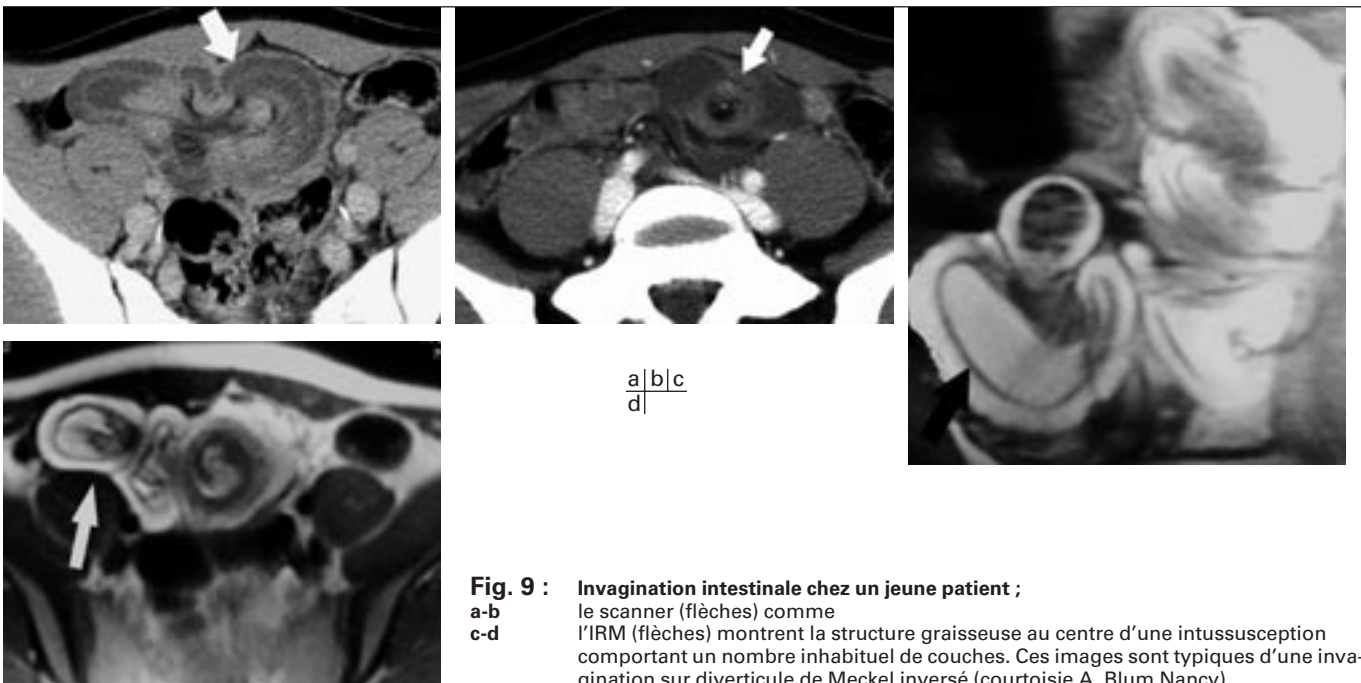 a|b|c
d|
Fig. 9 : Invagination intestinale chez un jeune patient ;
a-b le scanner (flèches) comme
c-d l'IRM (flèches) montrent la structure graisseuse au centre d'une intussusception
comportant un nombre inhabituel de couches. Ces images sont typiques d'une inva-
gination sur diverticule de Meckel inversé (courtoisie A. Blum Nancy)